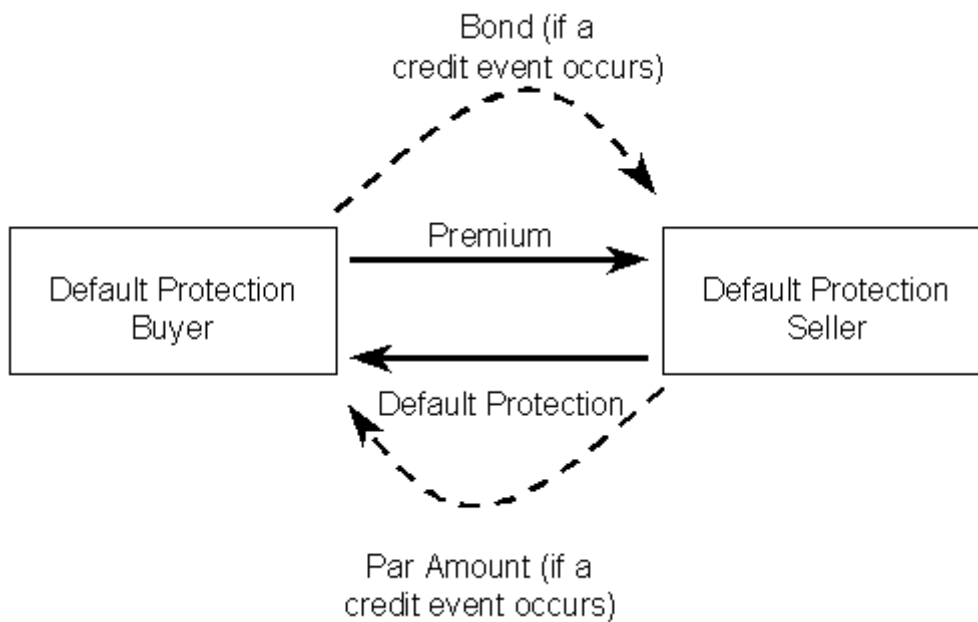 Bond (if a
credit event occurs)
Premium
Default Protection
Buyer
Default Protection
Seller
Default Protection
Par Amount (if a
credit event occurs)